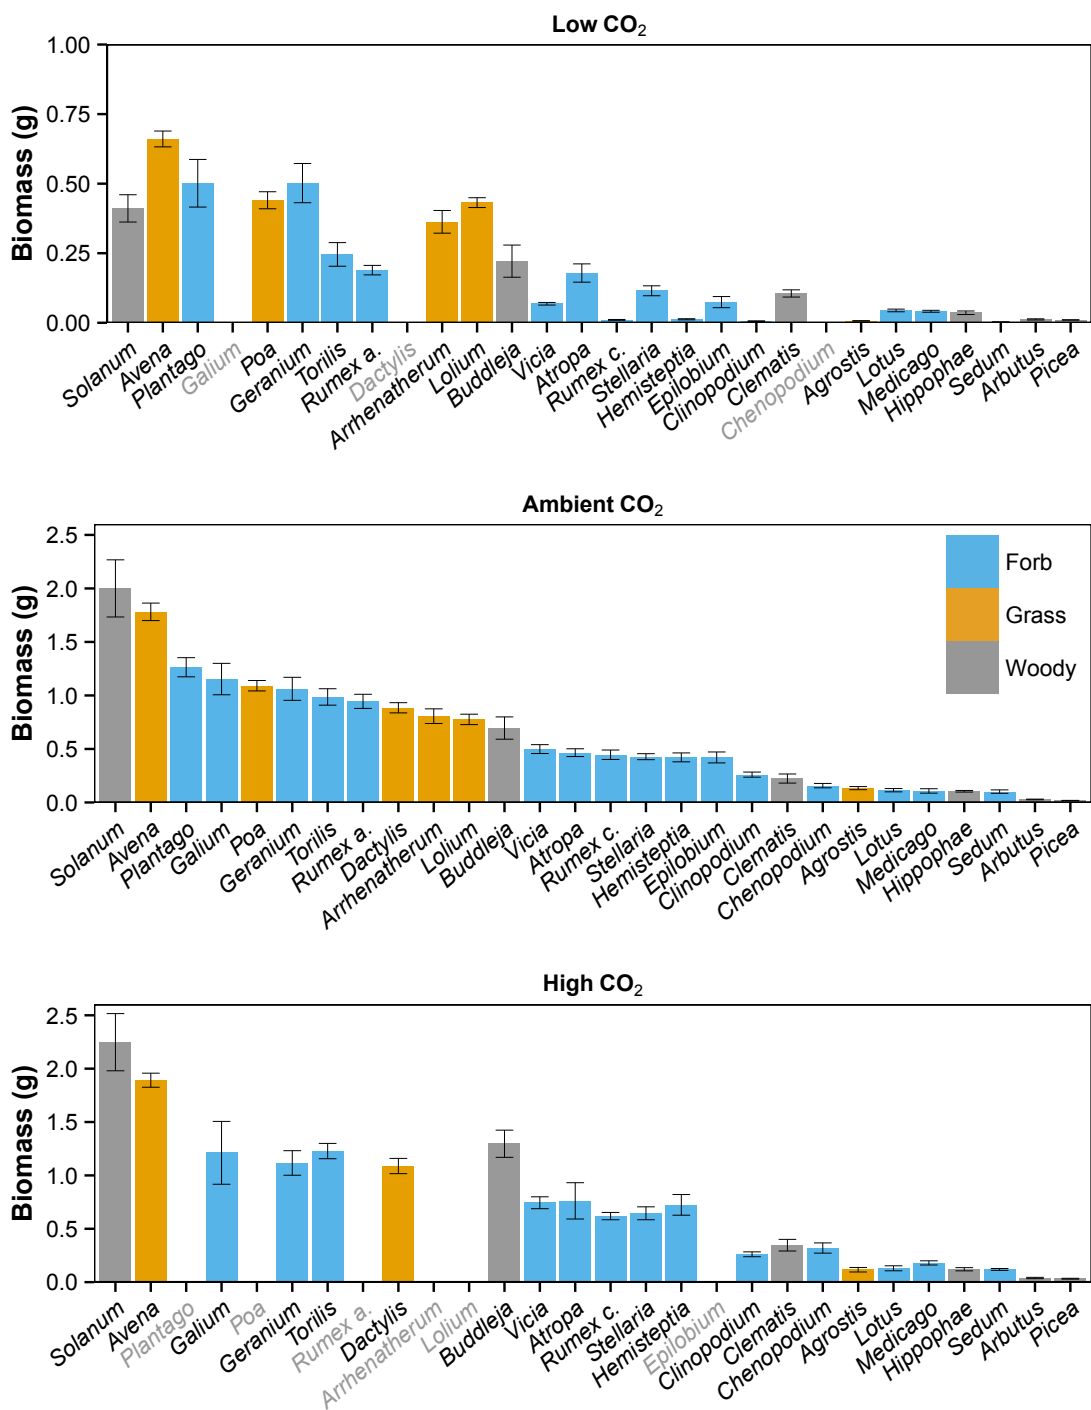 Low CO₂
Biomass (g)
1.00
0.75
0.50
0.25
0.00
Solanum
Avena
Plantago
Galium
Poa
Geranium
Torilis
Rumex a.
Dactylis
Arrhenatherum
Lolium
Buddleja
Vicia
Atropa
Rumex c.
Stellaria
Hemisteptia
Epilobium
Clinopodium
Clematis
Chenopodium
Agrostis
Lotus
Medicago
Hippophae
Sedum
Arbutus
Picea
Ambient CO₂
Biomass (g)
2.5
2.0
1.5
1.0
0.5
0.0
Forb
Grass
Woody
Solanum
Avena
Plantago
Galium
Poa
Geranium
Torilis
Rumex a.
Dactylis
Arrhenatherum
Lolium
Buddleja
Vicia
Atropa
Rumex c.
Stellaria
Hemisteptia
Epilobium
Clinopodium
Clematis
Chenopodium
Agrostis
Lotus
Medicago
Hippophae
Sedum
Arbutus
Picea
High CO₂
Biomass (g)
2.5
2.0
1.5
1.0
0.5
0.0
Solanum
Avena
Plantago
Galium
Poa
Geranium
Torilis
Rumex a.
Dactylis
Arrhenatherum
Lolium
Buddleja
Vicia
Atropa
Rumex c.
Stellaria
Hemisteptia
Epilobium
Clinopodium
Clematis
Chenopodium
Agrostis
Lotus
Medicago
Hippophae
Sedum
Arbutus
Picea